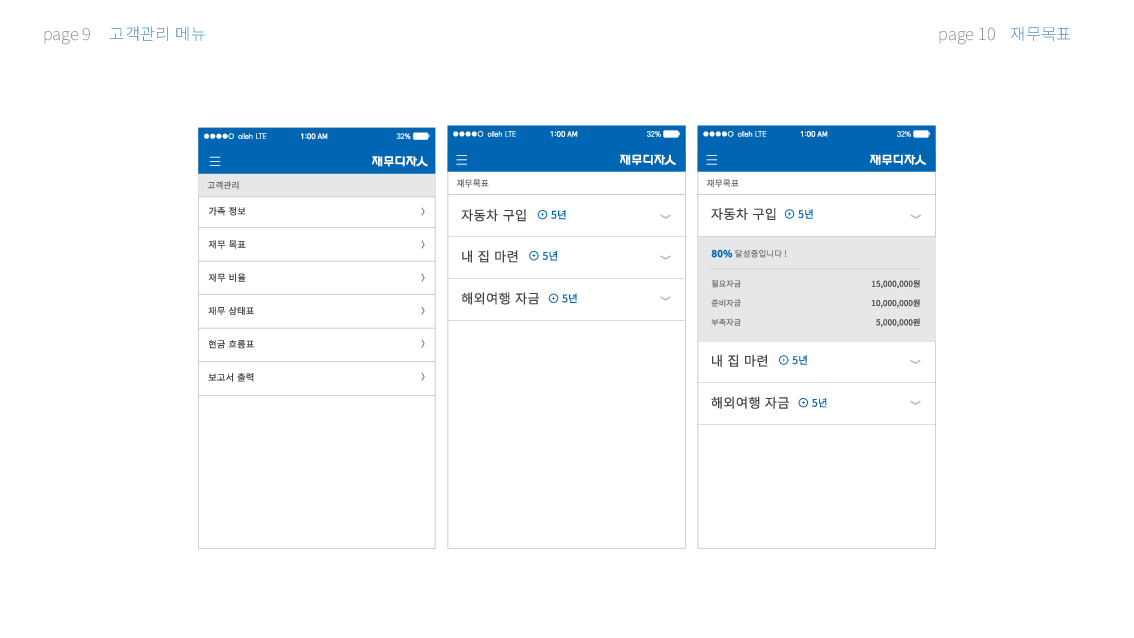 page 9 고객관리 메뉴
page 10 재무목표
olleh LTE 1:00 AM 32%
재무디자人
고객관리
가족 정보
재무 목표
재무 비율
재무 상태표
현금 흐름표
보고서 출력
olleh LTE 1:00 AM 32%
재무디자人
재무목표
자동차 구입 5년
내 집 마련 5년
해외여행 자금 5년
olleh LTE 1:00 AM 32%
재무디자人
재무목표
자동차 구입 5년
80% 달성중입니다 !
필요자금 15,000,000원
준비자금 10,000,000원
부족자금 5,000,000원
내 집 마련 5년
해외여행 자금 5년